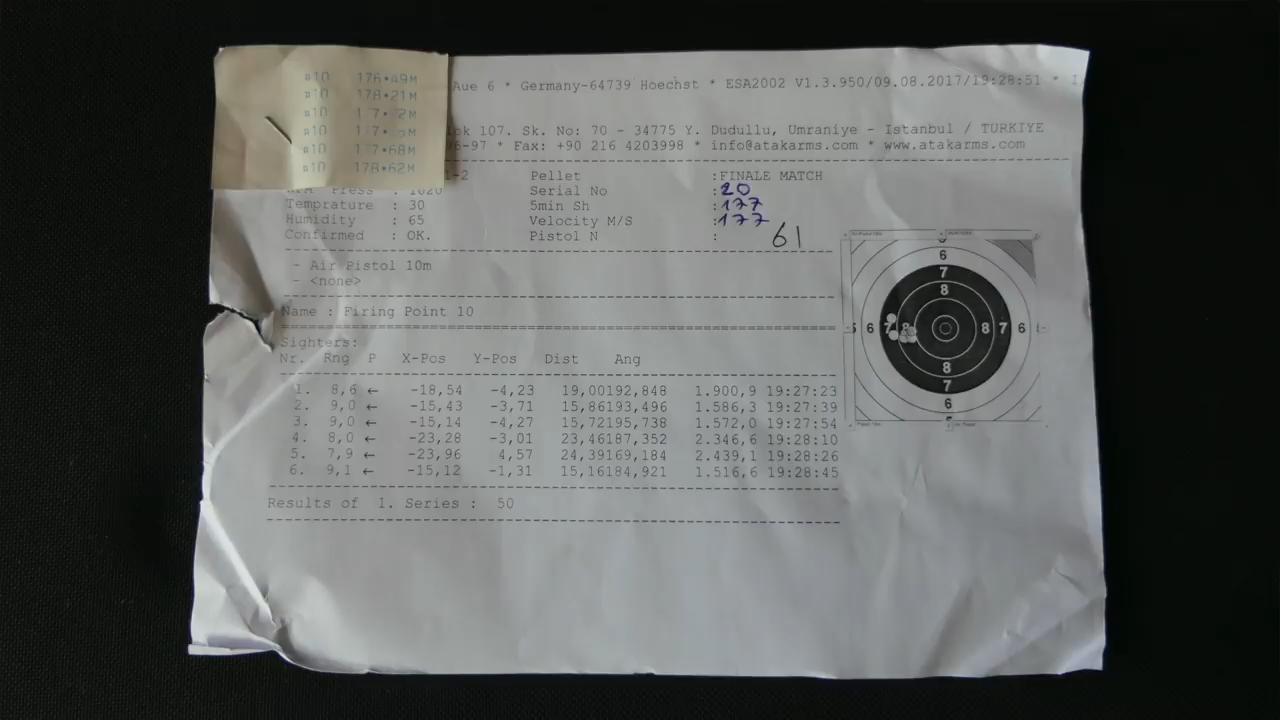 #10 176*49M
#10 178*21M
#10
#10
#10 177*68M
#10 178*62M
Aue 6 * Germany-64739 Hoechst * ESA2002 V1.3.950/09.08.2017/19:28:51 *
107. Sk. No: 70 - 34775 Y. Dudullu, Umraniye - Istanbul / TURKIYE
96-97 * Fax: +90 216 4203998 * info@atakarms.com * www.atakarms.com
Pellet :FINALE MATCH
Press : 1020 Serial No :20
Temprature : 30 5min Sh :177
Humidity : 65 Velocity M/S :177
Confirmed : OK. Pistol N : 61
- Air Pistol 10m
- <none>
Name : Firing Point 10
Sighters:
Nr. Rng P X-Pos Y-Pos Dist Ang
1. 8,6 ← -18,54 -4,23 19,00192,848 1.900,9 19:27:23
2. 9,0 ← -15,43 -3,71 15,86193,496 1.586,3 19:27:39
3. 9,0 ← -15,14 -4,27 15,72195,738 1.572,0 19:27:54
4. 8,0 ← -23,28 -3,01 23,46187,352 2.346,6 19:28:10
5. 7,9 ← -23,96 4,57 24,39169,184 2.439,1 19:28:26
6. 9,1 ← -15,12 -1,31 15,16184,921 1.516,6 19:28:45
Results of 1. Series : 50
6
7
8
6 7 8 8 7 6
8
7
6